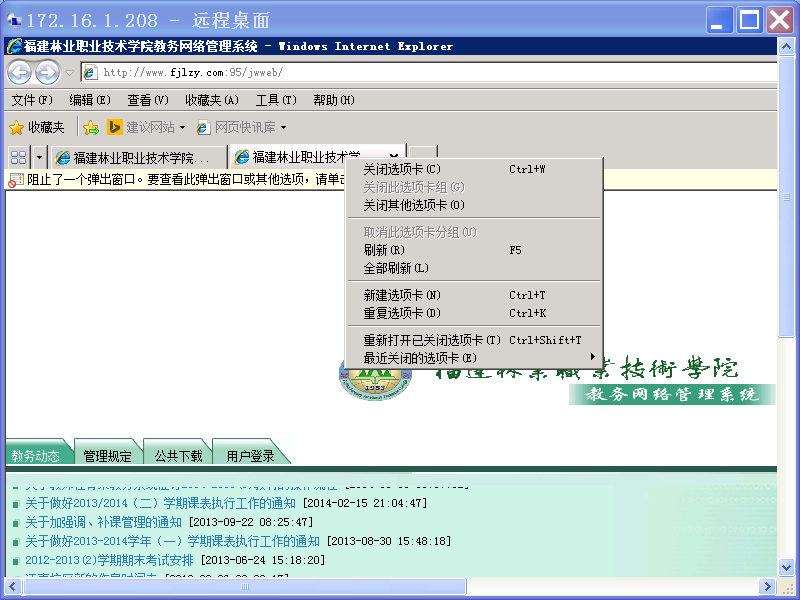 172.16.1.208 - 远程桌面
福建林业职业技术学院教务网络管理系统 - Windows Internet Explorer
http://www.fjlzy.com:95/jwweb/
文件(F) 编辑(E) 查看(V) 收藏夹(A) 工具(T) 帮助(H)
收藏夹 建议网站 网页快讯库
福建林业职业技术学院... 福建林业职业技术学
阻止了一个弹出窗口。要查看此弹出窗口或其他选项，请单击
关闭选项卡(C) Ctrl+W
关闭此选项卡组(G)
关闭其他选项卡(O)
取消此选项卡分组(U)
刷新(R) F5
全部刷新(L)
新建选项卡(N) Ctrl+T
重复选项卡(D) Ctrl+K
重新打开已关闭选项卡(T) Ctrl+Shift+T
最近关闭的选项卡(E)
福建林業職業技術學院
1953
教务网络管理系统
教务动态 管理规定 公共下载 用户登录
关于做好2013/2014（二）学期课表执行工作的通知 [2014-02-15 21:04:47]
关于加强调、补课管理的通知 [2013-09-22 08:25:47]
关于做好2013-2014学年（一）学期课表执行工作的通知 [2013-08-30 15:48:18]
2012-2013(2)学期期末考试安排 [2013-06-24 15:18:20]